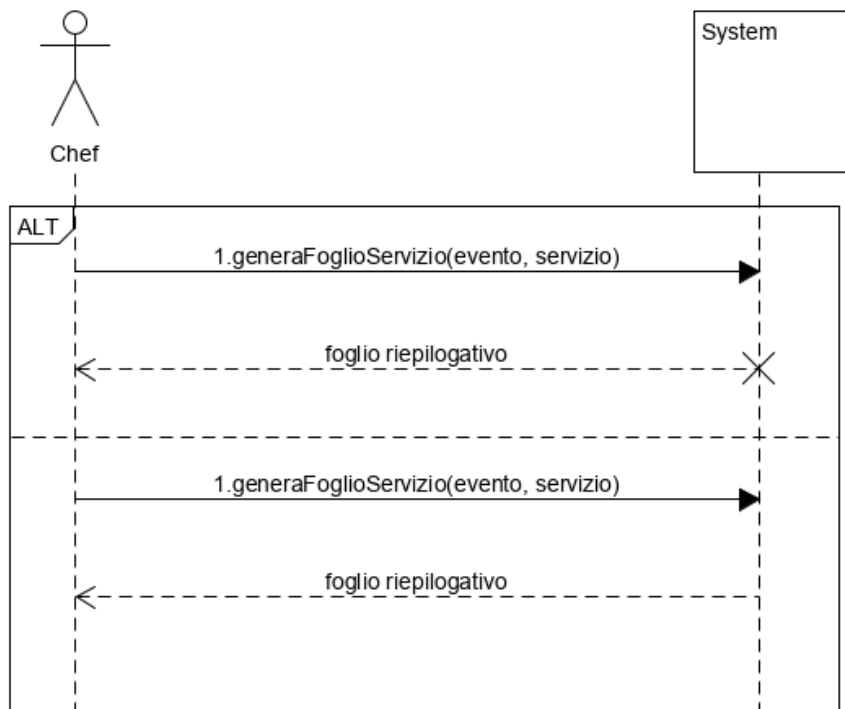 System
Chef
ALT
1.generaFoglioServizio(evento, servizio)
foglio riepilogativo
1.generaFoglioServizio(evento, servizio)
foglio riepilogativo